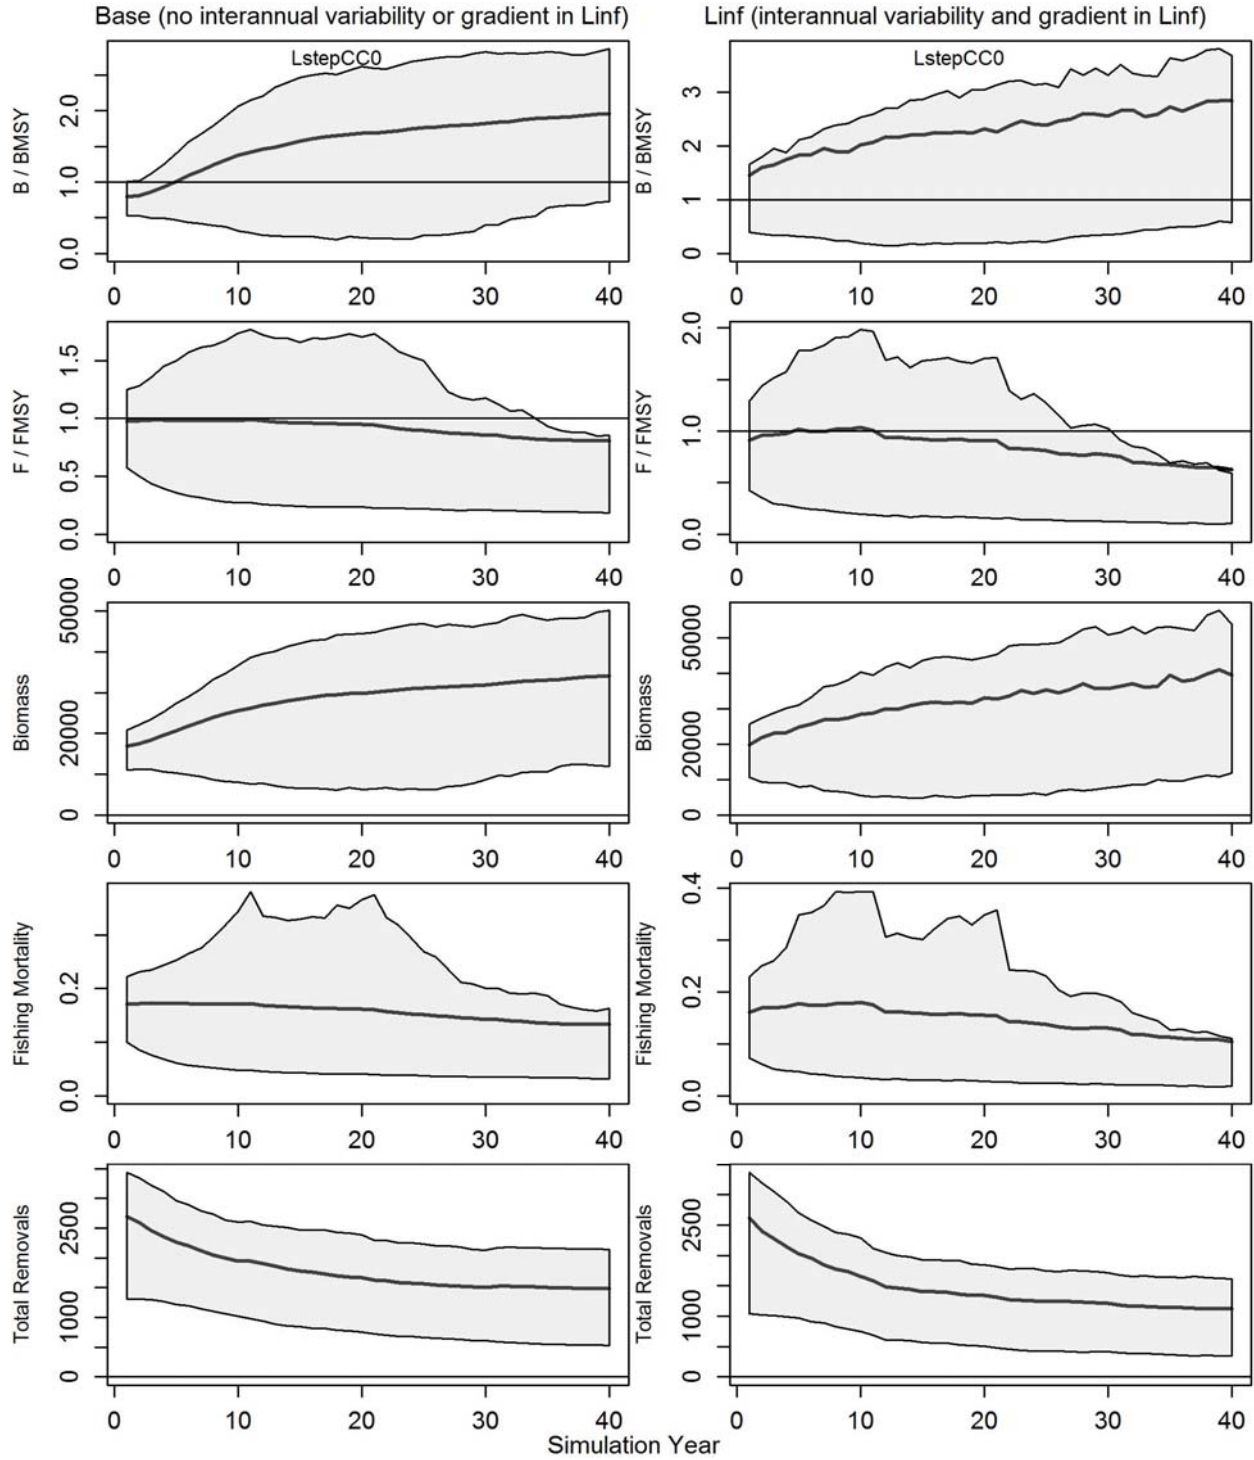 Base (no interannual variability or gradient in Linf)
Linf (interannual variability and gradient in Linf)
LstepCC0
LstepCC0
B / BMSY
0.0 1.0 2.0
0 10 20 30 40
B / BMSY
0 1 2 3
0 10 20 30 40
F / FMSY
0.0 0.5 1.0 1.5
0 10 20 30 40
F / FMSY
0.0 1.0 2.0
0 10 20 30 40
Biomass
0 20000 50000
0 10 20 30 40
Biomass
0 20000 50000
0 10 20 30 40
Fishing Mortality
0.0 0.2
0 10 20 30 40
Fishing Mortality
0.0 0.2 0.4
0 10 20 30 40
Total Removals
0 1000 2500
0 10 20 30 40
Total Removals
0 1000 2500
0 10 20 30 40
Simulation Year